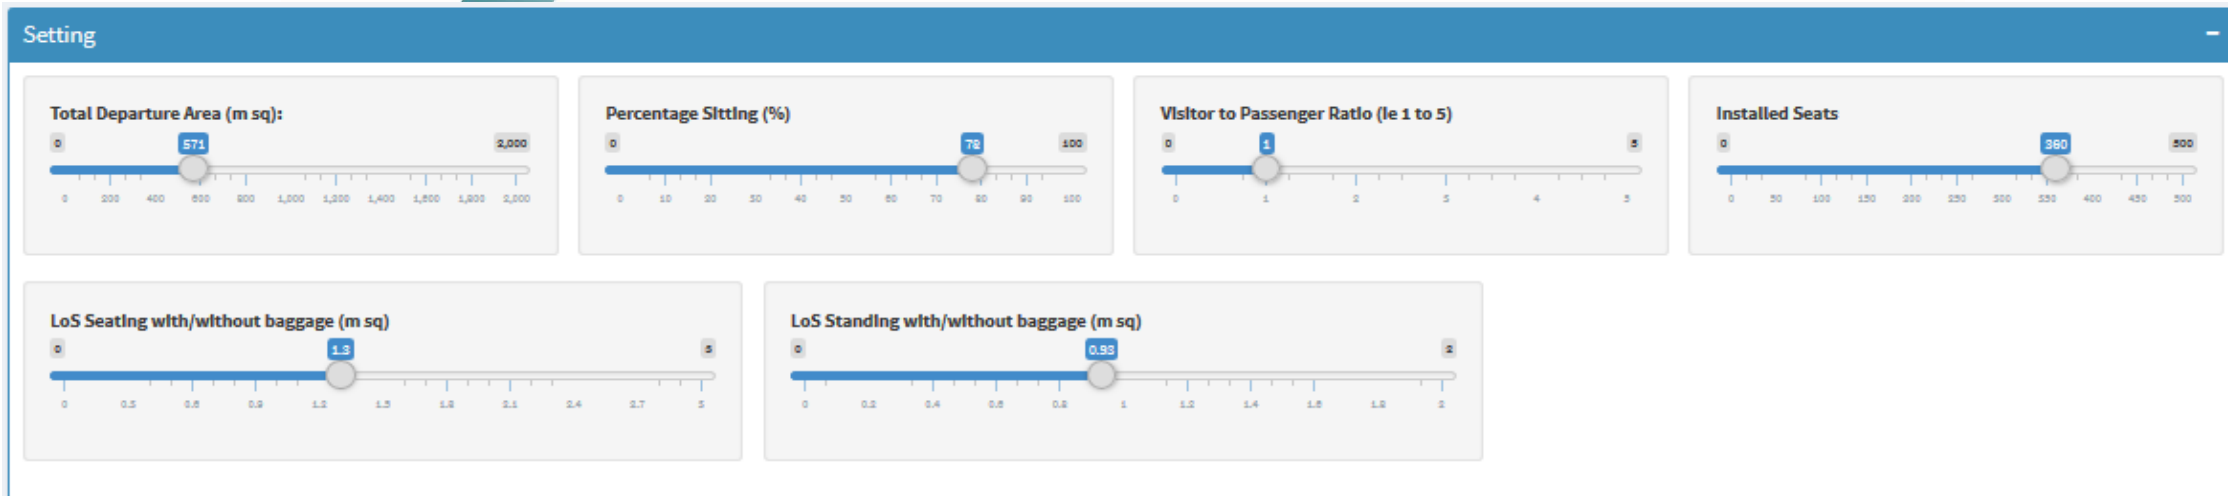 Setting
−
Total Departure Area (m sq):
0 571 2,000
0 200 400 600 800 1,000 1,200 1,400 1,600 1,800 2,000
Percentage Sitting (%)
0 78 100
0 10 20 30 40 50 60 70 80 90 100
Visitor to Passenger Ratio (ie 1 to 5)
0 1 5
0 1 2 3 4 5
Installed Seats
0 360 500
0 50 100 150 200 250 300 350 400 450 500
LoS Seating with/without baggage (m sq)
0 1.3 3
0 0.3 0.6 0.9 1.2 1.5 1.8 2.1 2.4 2.7 3
LoS Standing with/without baggage (m sq)
0 0.93 2
0 0.2 0.4 0.6 0.8 1 1.2 1.4 1.6 1.8 2